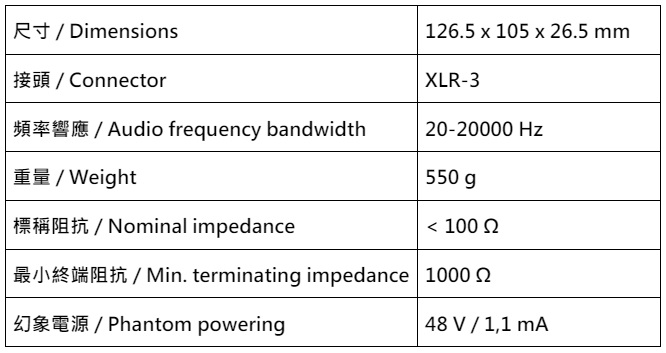 尺寸 / Dimensions 126.5 x 105 x 26.5 mm
接頭 / Connector XLR-3
頻率響應 / Audio frequency bandwidth 20-20000 Hz
重量 / Weight 550 g
標稱阻抗 / Nominal impedance < 100 Ω
最小終端阻抗 / Min. terminating impedance 1000 Ω
幻象電源 / Phantom powering 48 V / 1,1 mA